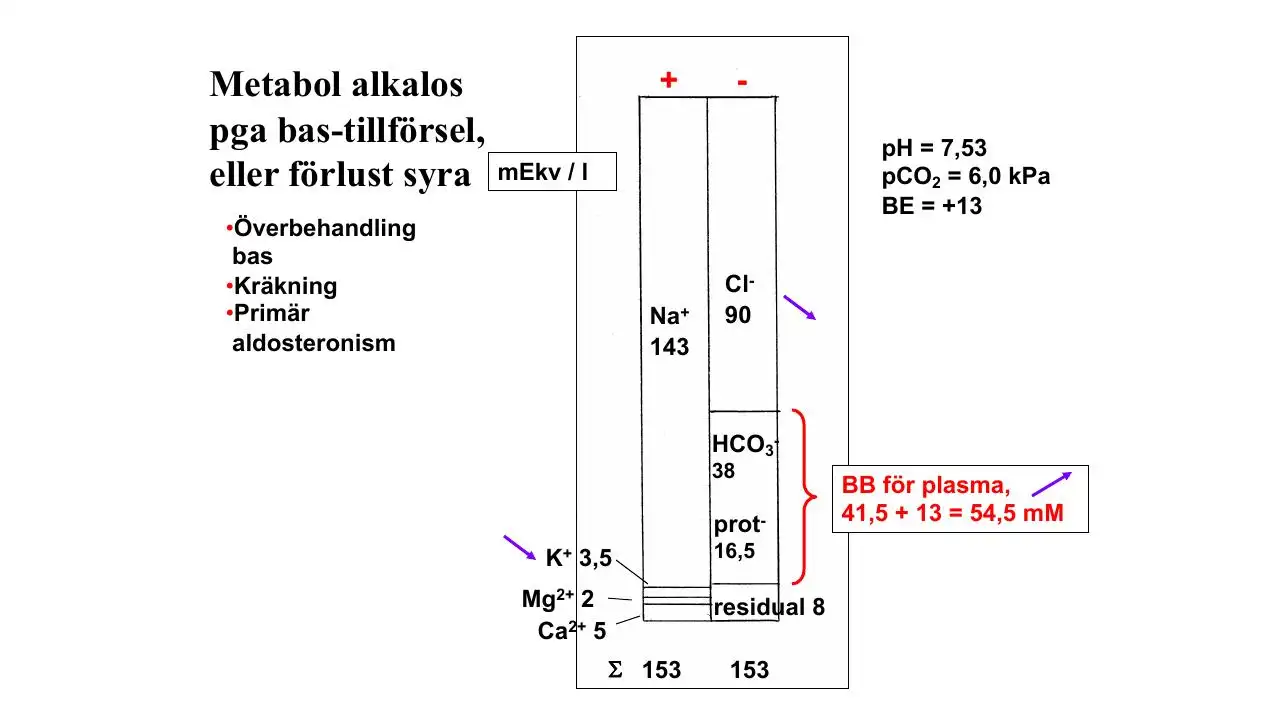 Metabol alkalos
pga bas-tillförsel,
eller förlust syra
•Överbehandling
bas
•Kräkning
•Primär
aldosteronism
mEkv / l
+ -
Na⁺
143
Cl⁻
90
HCO₃⁻
38
prot⁻
16,5
residual 8
K⁺ 3,5
Mg²⁺ 2
Ca²⁺ 5
Σ 153 153
pH = 7,53
pCO₂ = 6,0 kPa
BE = +13
BB för plasma,
41,5 + 13 = 54,5 mM